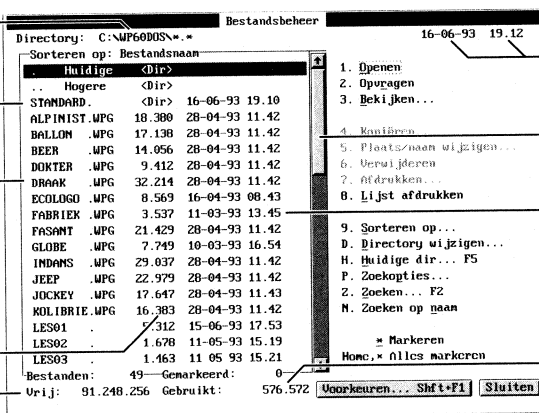 Bestandsbeheer
Directory: C:\WP60DOS\*.* 16-06-93 19.12
Sorteren op: Bestandsnaam
. Huidige <Dir>
.. Hogere <Dir>
STANDARD. <Dir> 16-06-93 19.10
ALPINIST.WPG 18.380 28-04-93 11.42
BALLON .WPG 17.138 28-04-93 11.42
BEER .WPG 14.056 28-04-93 11.42
DOKTER .WPG 9.412 28-04-93 11.42
DRAAK .WPG 32.214 28-04-93 11.42
ECOLOGO .WPG 8.569 16-04-93 08.43
FABRIEK .WPG 3.537 11-03-93 13.45
FASANT .WPG 21.429 28-04-93 11.42
GLOBE .WPG 7.749 10-03-93 16.54
INDANS .WPG 29.037 28-04-93 11.42
JEEP .WPG 22.979 28-04-93 11.42
JOCKEY .WPG 17.647 28-04-93 11.43
KOLIBRIE.WPG 16.383 28-04-93 11.42
LES01 . 5.312 15-06-93 17.53
LES02 . 1.678 11-05-93 15.19
LES03 . 1.463 11 05 93 15.21
Bestanden: 49 Gemarkeerd: 0
Vrij: 91.248.256 Gebruikt: 576.572
1. Openen
2. Opvragen
3. Bekijken...
4. Kopiëren
5. Plaats/naam wijzigen...
6. Verwijderen
7. Afdrukken...
8. Lijst afdrukken
9. Sorteren op...
D. Directory wijzigen...
H. Huidige dir... F5
P. Zoekopties...
Z. Zoeken... F2
N. Zoeken op naam
* Markeren
Home,* Alles markeren
Voorkeuren... Shft+F1 Sluiten